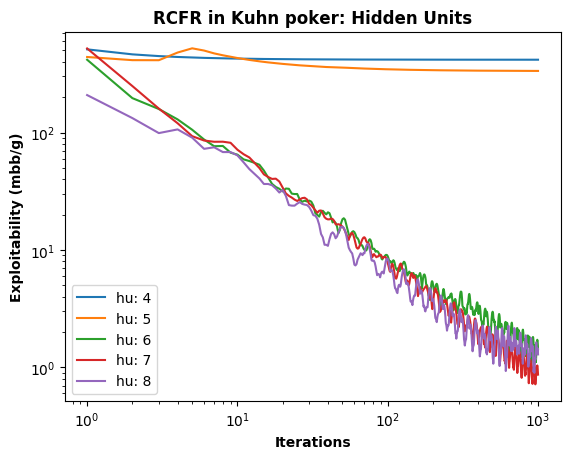 RCFR in Kuhn poker: Hidden Units
Exploitability (mbb/g)
10²
10¹
10⁰
hu: 4
hu: 5
hu: 6
hu: 7
hu: 8
10⁰ 10¹ 10² 10³
Iterations